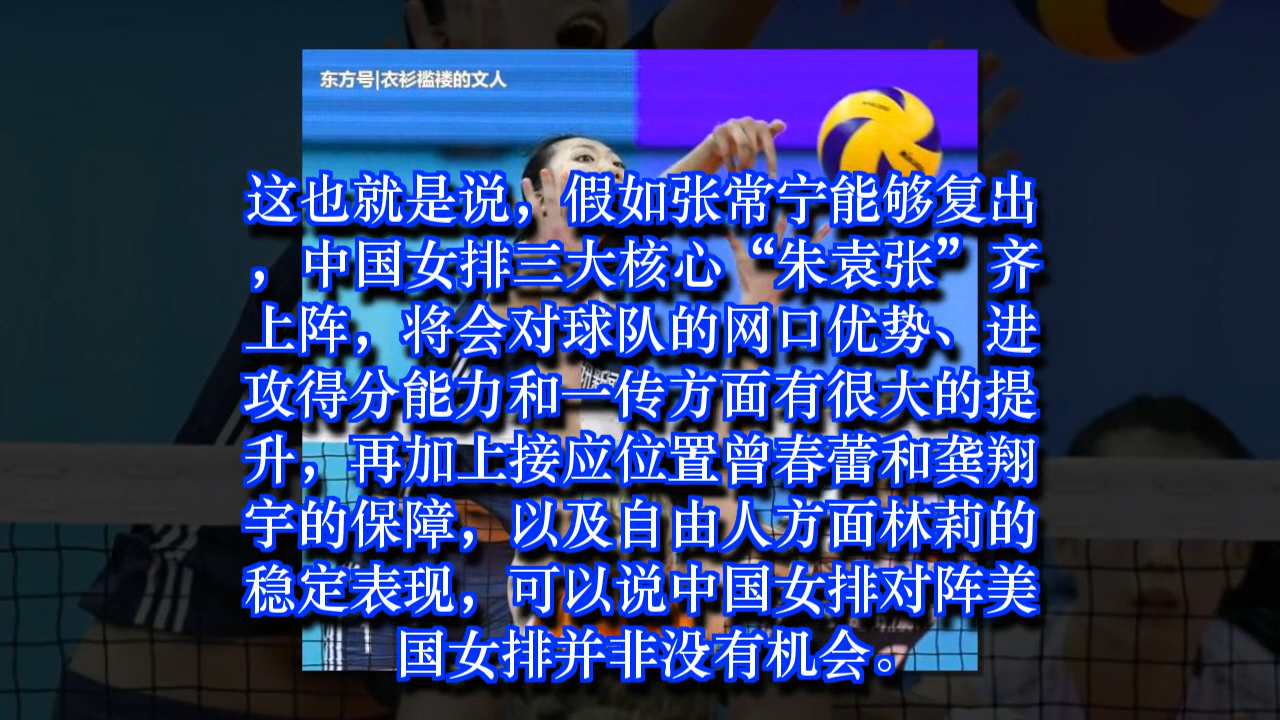 东方号|衣衫褴褛的文人
这也就是说，假如张常宁能够复出
，中国女排三大核心“朱袁张”齐
上阵，将会对球队的网口优势、进
攻得分能力和一传方面有很大的提
升，再加上接应位置曾春蕾和龚翔
宇的保障，以及自由人方面林莉的
稳定表现，可以说中国女排对阵美
国女排并非没有机会。